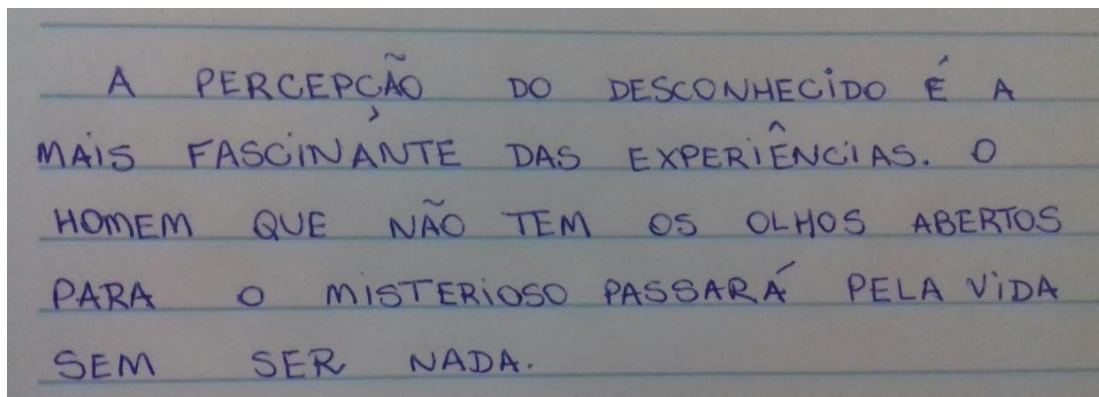 A PERCEPÇÃO DO DESCONHECIDO É A
MAIS FASCINANTE DAS EXPERIÊNCIAS. O
HOMEM QUE NÃO TEM OS OLHOS ABERTOS
PARA O MISTERIOSO PASSARÁ PELA VIDA
SEM SER NADA.